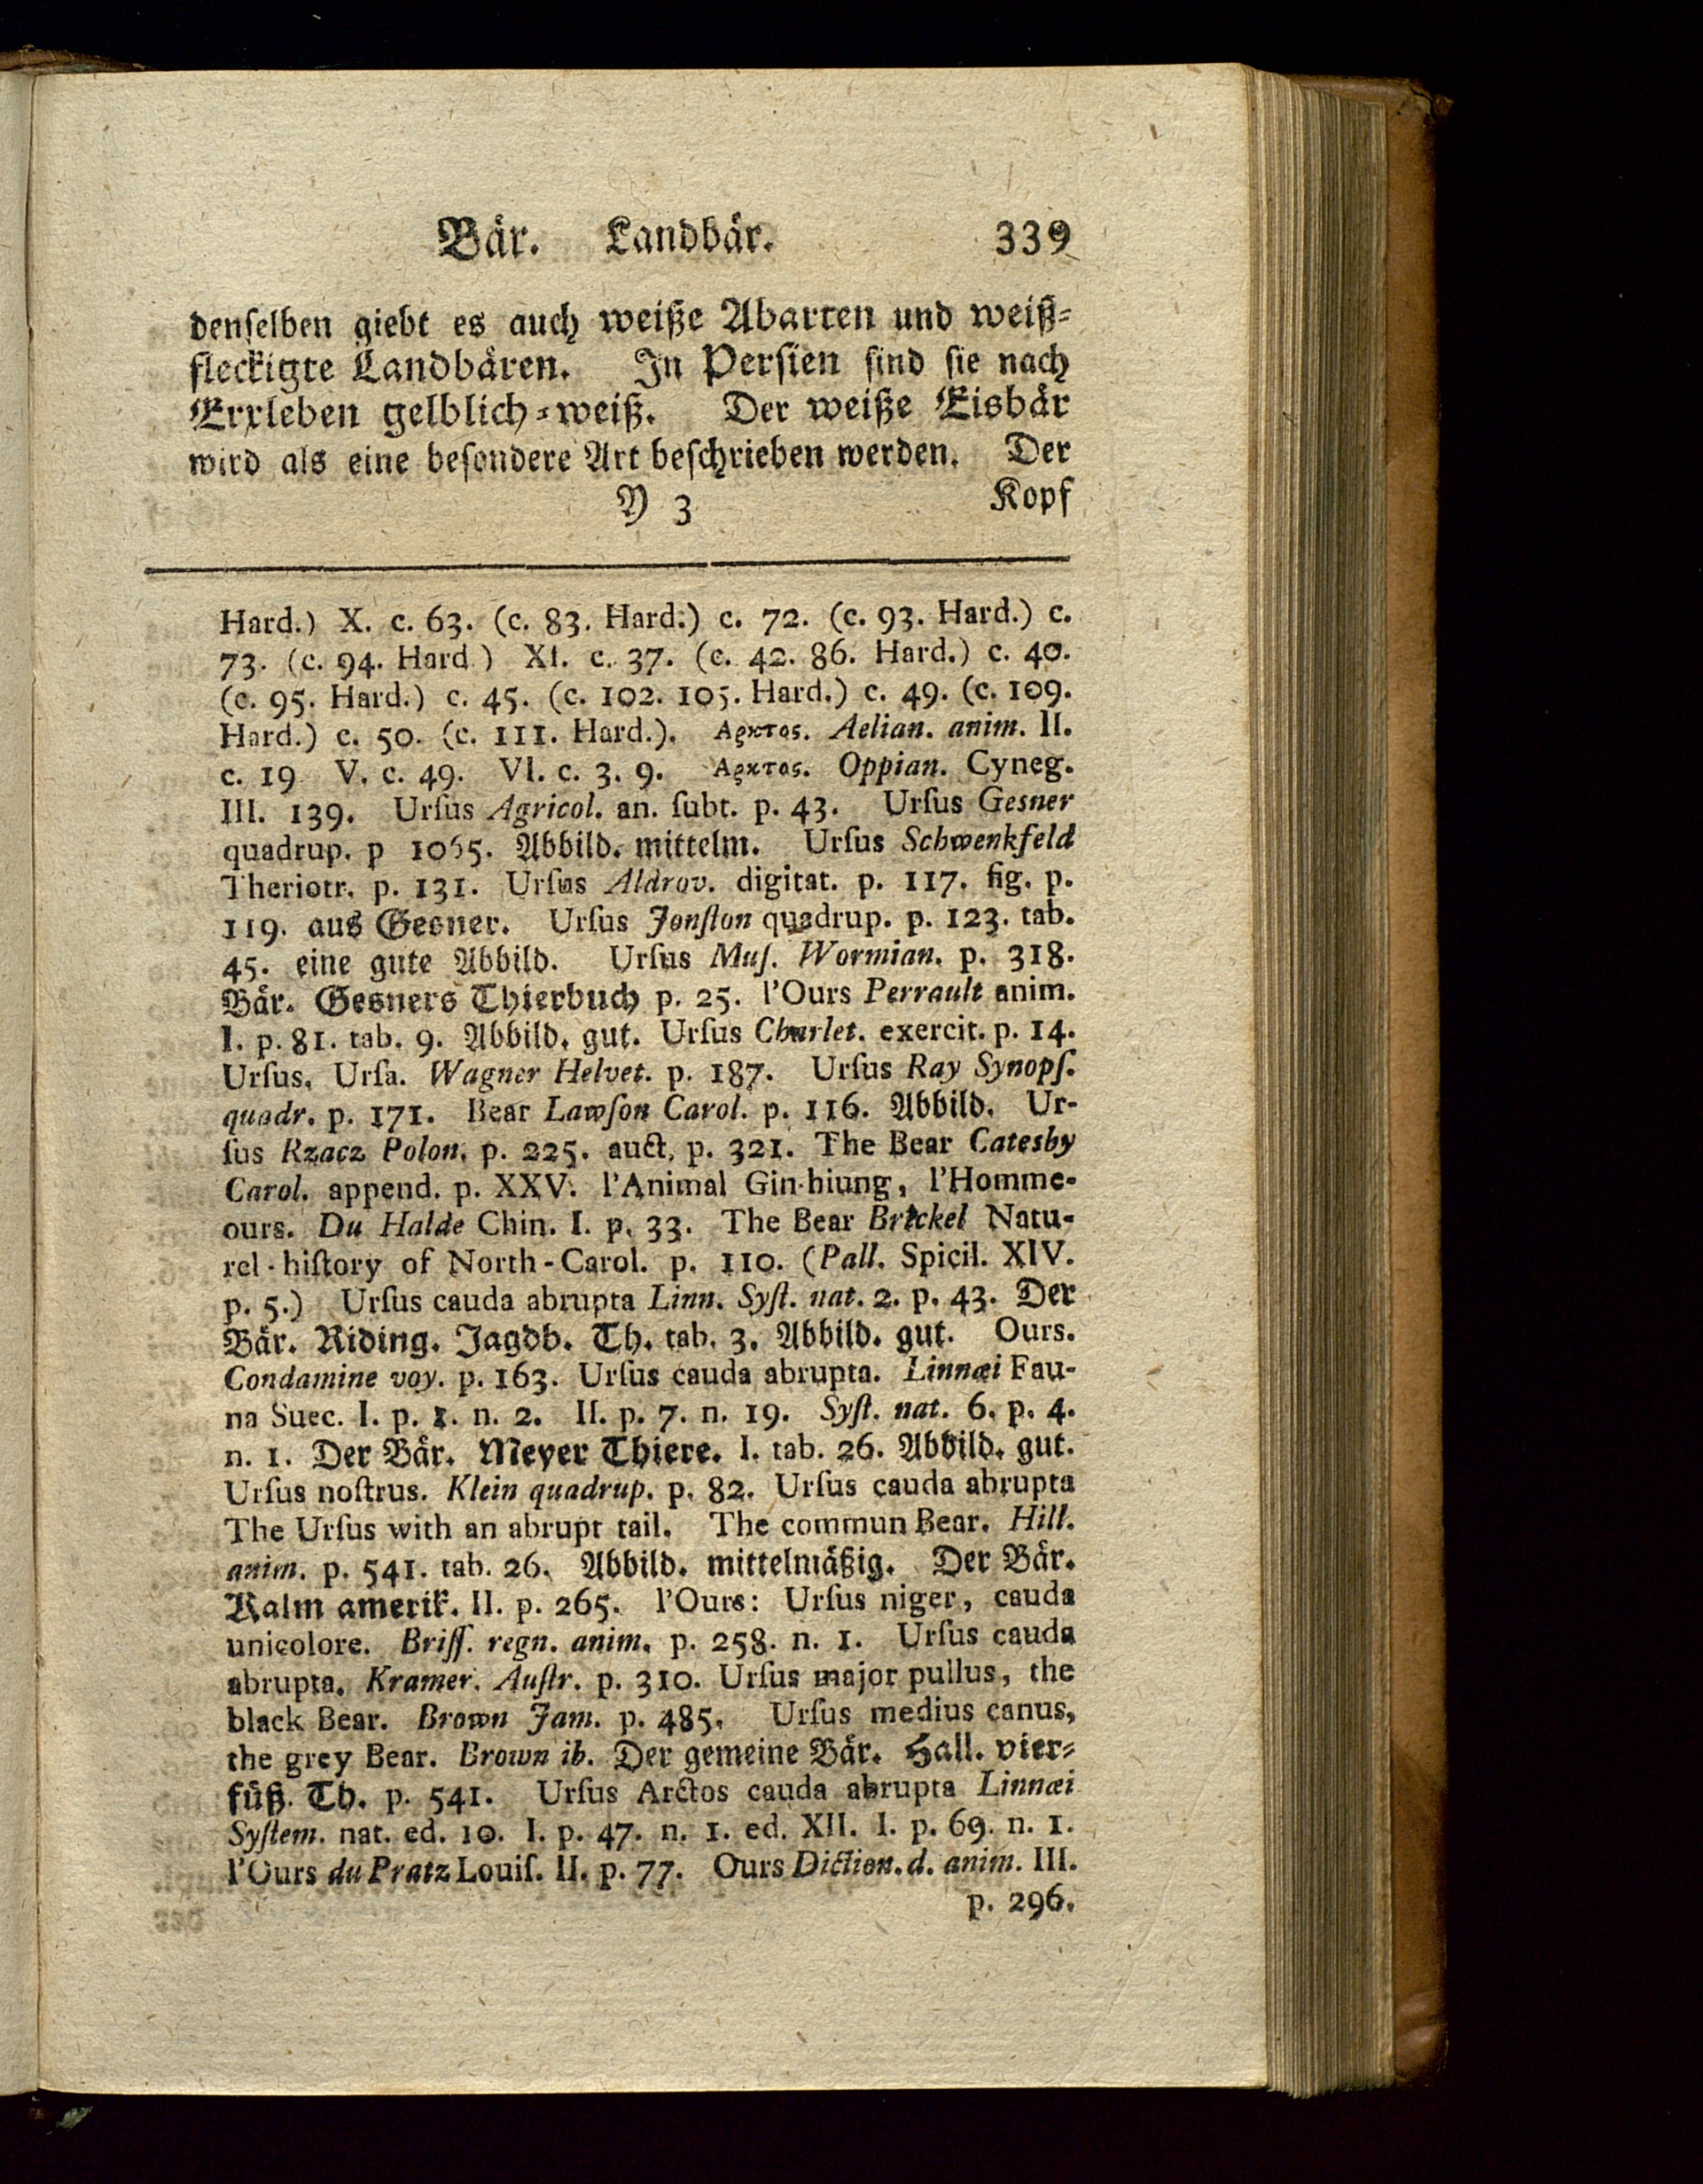 Bår. Landbår. 339
denſelben giebt es auch weiße Abarten und weiß-
fleckigte Landbåren. In Perſien ſind ſie nach
Erxleben gelblich-weiß. Der weiße Eisbår
wird als eine beſondere Art beſchrieben werden. Der
Y 3 Kopf
Hard.) X. c. 63. (c. 83. Hard.) c. 72. (c. 93. Hard.) c.
73. (c. 94. Hard.) XI. c. 37. (c. 42. 86. Hard.) c. 40.
(c. 95. Hard.) c. 45. (c. 102. 105. Hard.) c. 49. (c. 109.
Hard.) c. 50. (c. 111. Hard.). Αρκτος. Aelian. anim. II.
c. 19 V. c. 49. VI. c. 3. 9. Αρκτος. Oppian. Cyneg.
III. 139. Urſus Agricol. an. ſubt. p. 43. Urſus Gesner
quadrup. p 1065. Abbild. mittelm. Urſus Schwenkfeld
Theriotr. p. 131. Urſus Aldrov. digitat. p. 117. fig. p.
119. aus Gesner. Urſus Jonſton quadrup. p. 123. tab.
45. eine gute Abbild. Urſus Muſ. Wormian. p. 318.
Bår. Gesners Thierbuch p. 25. l'Ours Perrault anim.
I. p. 81. tab. 9. Abbild. gut. Urſus Charlet. exercit. p. 14.
Urſus, Urſa. Wagner Helvet. p. 187. Urſus Ray Synopſ.
quadr. p. 171. Bear Lawſon Carol. p. 116. Abbild. Ur-
ſus Rzacz Polon. p. 225. auct, p. 321. The Bear Catesby
Carol. append. p. XXV. l'Animal Gin-hiung, l'Homme-
ours. Du Halde Chin. I. p. 33. The Bear Brickel Natu-
rel-hiſtory of North-Carol. p. 110. (Pall. Spicil. XIV.
p. 5.) Urſus cauda abrupta Linn. Syſt. nat. 2. p. 43. Der
Bår. Riding. Jagdb. Th. tab. 3. Abbild. gut. Ours.
Condamine voy. p. 163. Urſus cauda abrupta. Linnæi Fau-
na Suec. I. p. 1. n. 2. II. p. 7. n. 19. Syſt. nat. 6. p. 4.
n. 1. Der Bår. Meyer Thiere. I. tab. 26. Abbild. gut.
Urſus noſtrus. Klein quadrup. p. 82. Urſus cauda abrupta
The Urſus with an abrupt tail. The commun Bear. Hill.
anim. p. 541. tab. 26. Abbild. mittelmåßig. Der Bår.
Kalm amerik. II. p. 265. l'Ours: Urſus niger, cauda
unicolore. Briſſ. regn. anim. p. 258. n. 1. Urſus cauda
abrupta. Kramer. Auſtr. p. 310. Urſus major pullus, the
black Bear. Brown Jam. p. 485. Urſus medius canus,
the grey Bear. Brown ib. Der gemeine Bår. Hall. vier-
fůß. Th. p. 541. Urſus Arctos cauda abrupta Linnæi
Syſtem. nat. ed. 10. I. p. 47. n. 1. ed. XII. I. p. 69. n. 1.
l'Ours du Pratz Louiſ. II. p. 77. Ours Diction. d. anim. III.
p. 296.